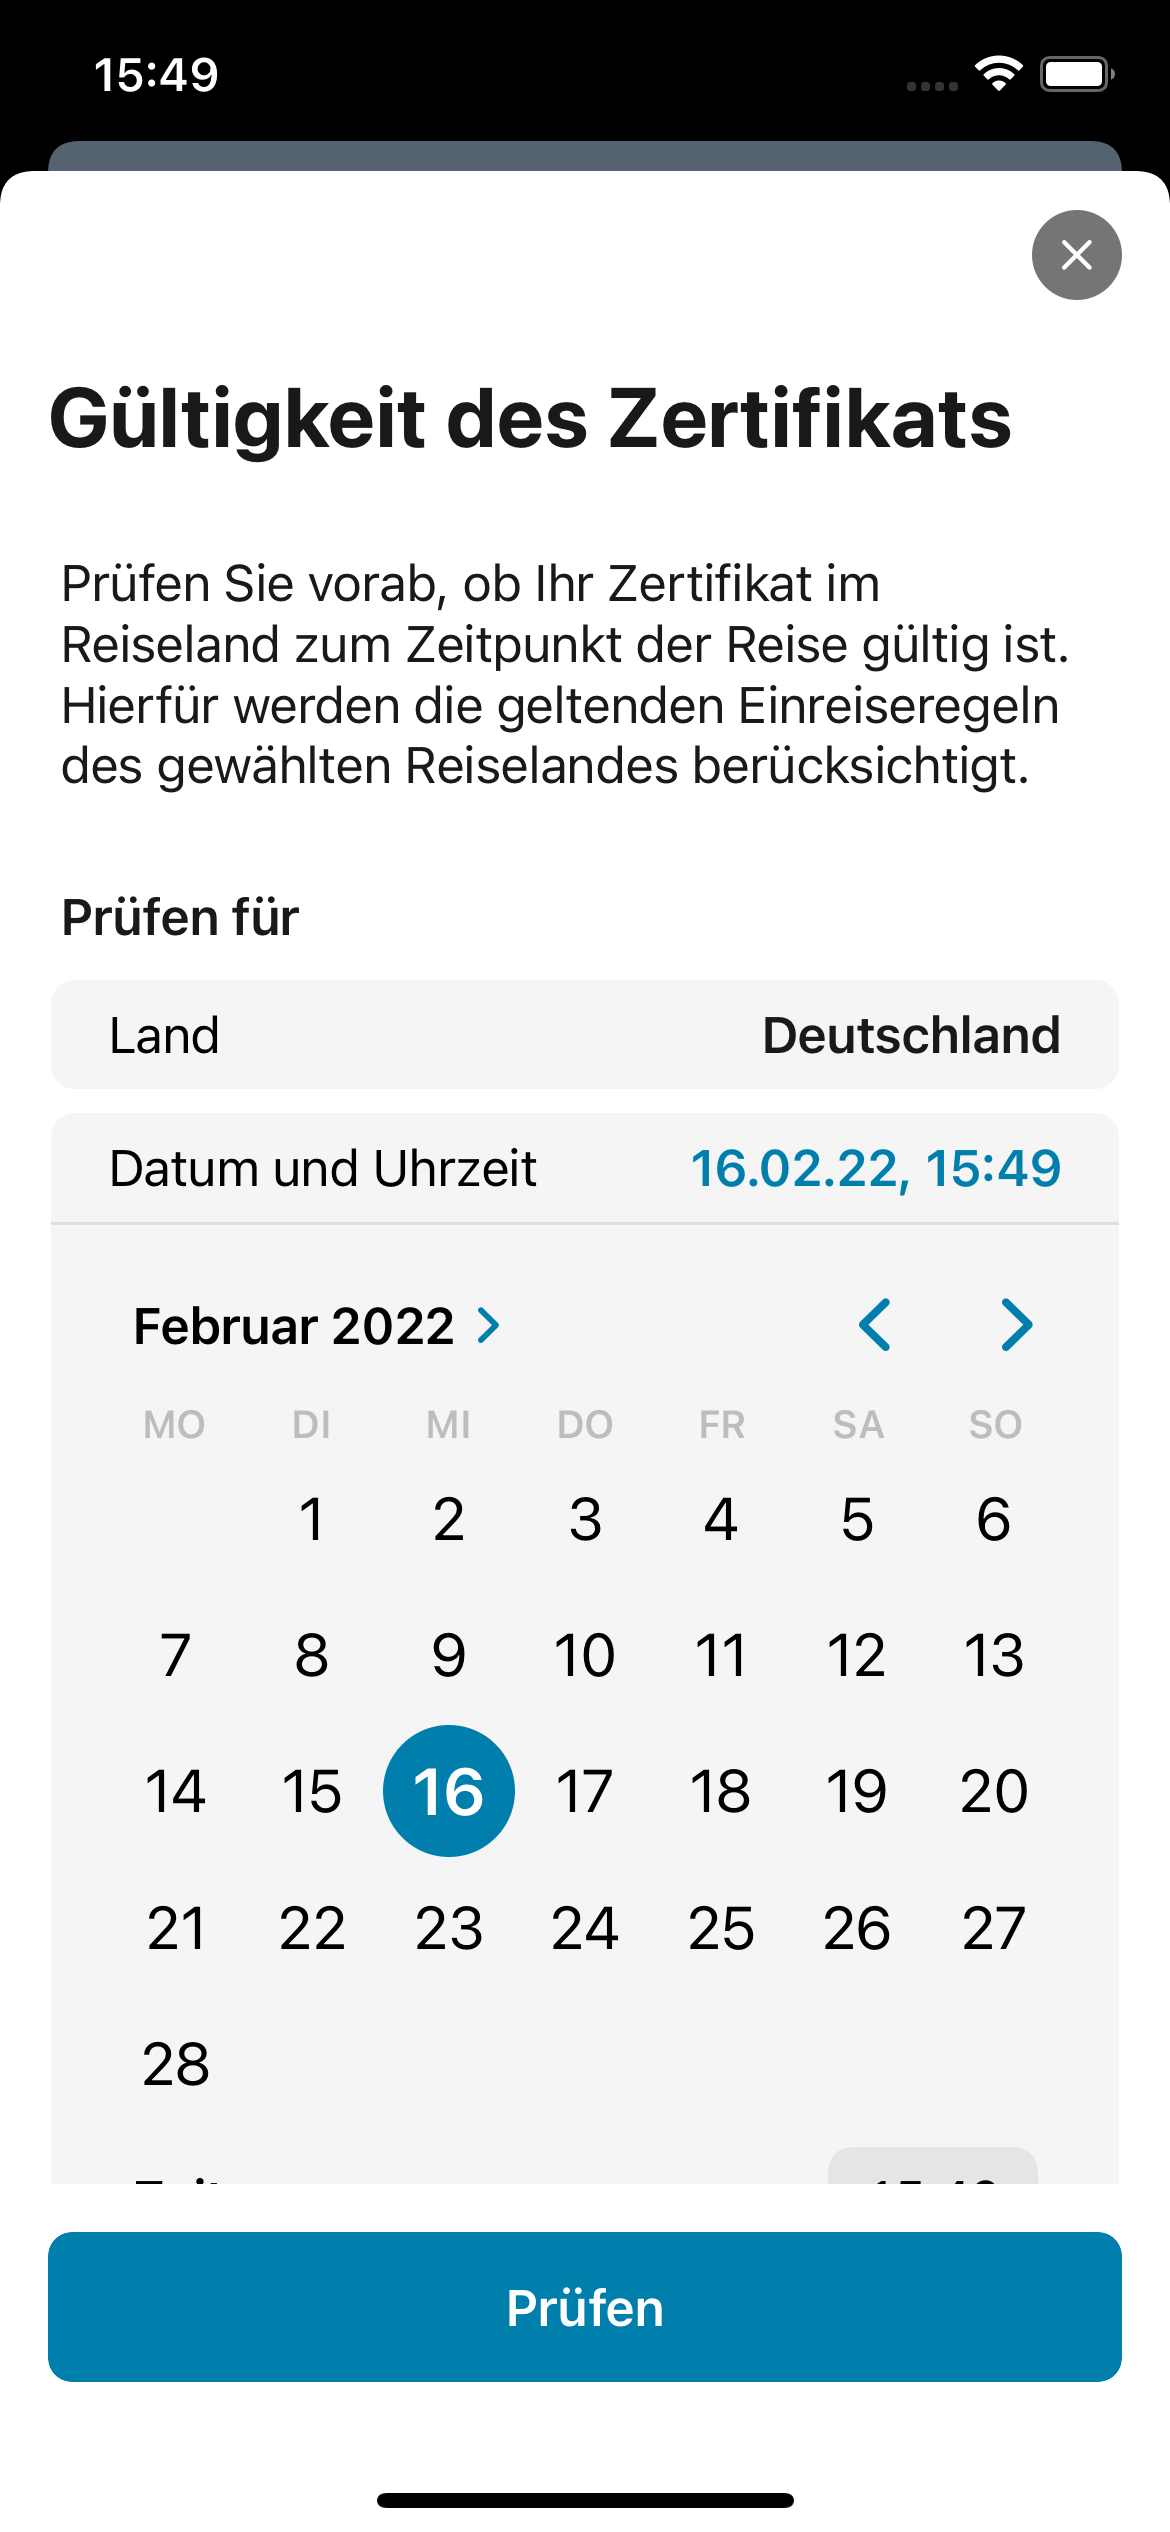 15:49
Gültigkeit des Zertifikats
Prüfen Sie vorab, ob Ihr Zertifikat im
Reiseland zum Zeitpunkt der Reise gültig ist.
Hierfür werden die geltenden Einreiseregeln
des gewählten Reiselandes berücksichtigt.
Prüfen für
Land Deutschland
Datum und Uhrzeit 16.02.22, 15:49
Februar 2022
MO DI MI DO FR SA SO
1 2 3 4 5 6
7 8 9 10 11 12 13
14 15 16 17 18 19 20
21 22 23 24 25 26 27
28
Prüfen